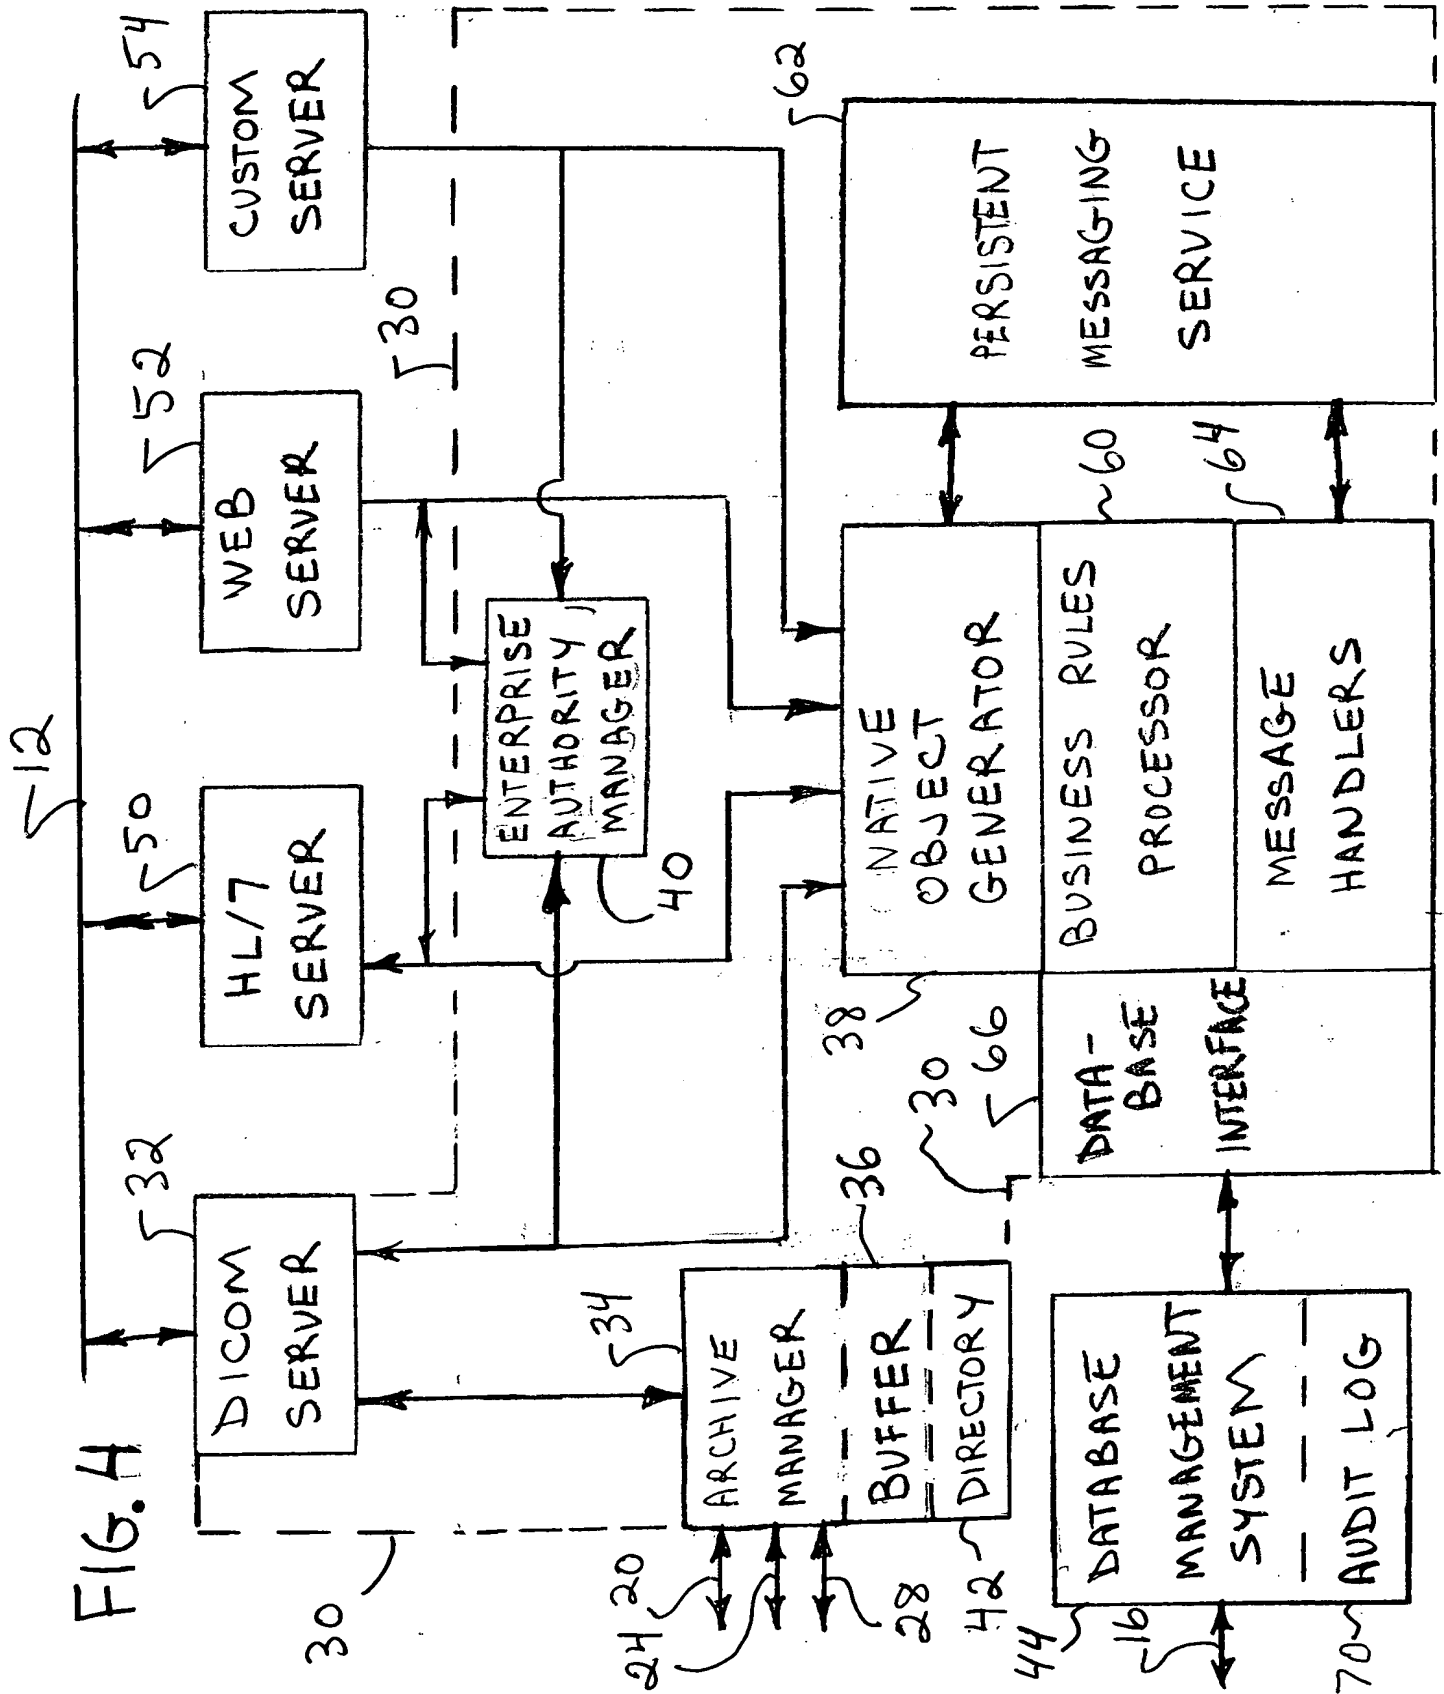 FIG. 4
12
32
50
52
54
DICOM
SERVER
HL/7
SERVER
WEB
SERVER
CUSTOM
SERVER
30
30
34
ENTERPRISE
AUTHORITY
MANAGER
40
62
20
24
28
ARCHIVE
MANAGER
BUFFER
DIRECTORY
36
42
30
38
NATIVE
OBJECT
GENERATOR
60
BUSINESS RULES
PROCESSOR
64
MESSAGE
HANDLERS
PERSISTENT
MESSAGING
SERVICE
66
DATA-
BASE
INTERFACE
44
16
70
DATABASE
MANAGEMENT
SYSTEM
AUDIT LOG